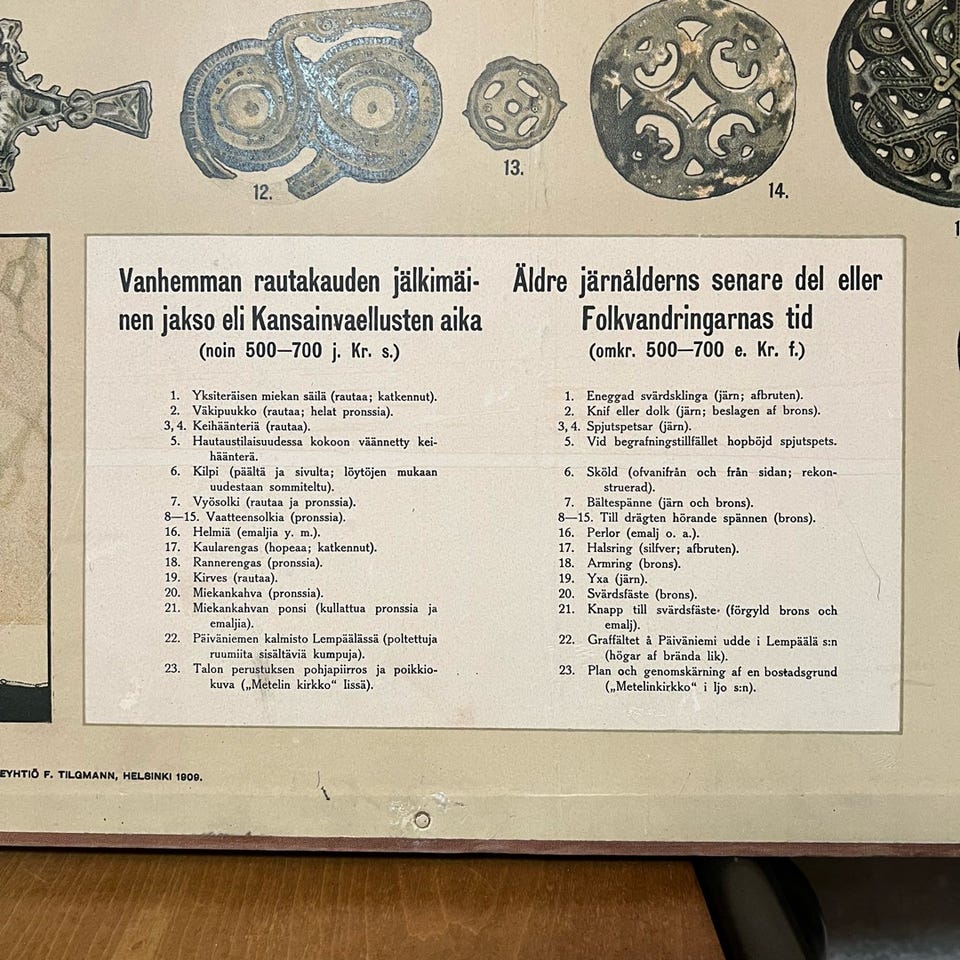 12.
13.
14.
Vanhemman rautakauden jälkimäi-
nen jakso eli Kansainvaellusten aika
(noin 500—700 j. Kr. s.)
1. Yksiteräisen miekan säilä (rautaa; katkennut).
2. Väkipuukko (rautaa; helat pronssia).
3, 4. Keihäänteriä (rautaa).
5. Hautaustilaisuudessa kokoon väännetty kei-
häänterä.
6. Kilpi (päältä ja sivulta; löytöjen mukaan
uudestaan sommiteltu).
7. Vyösolki (rautaa ja pronssia).
8—15. Vaatteensolkia (pronssia).
16. Helmiä (emaljia y. m.).
17. Kaularengas (hopeaa; katkennut).
18. Rannerengas (pronssia).
19. Kirves (rautaa).
20. Miekankahva (pronssia).
21. Miekankahvan ponsi (kullattua pronssia ja
emaljia).
22. Päiväniemen kalmisto Lempäälässä (poltettuja
ruumiita sisältäviä kumpuja).
23. Talon perustuksen pohjapiirros ja poikkio-
kuva („Metelin kirkko“ Iissä).
Äldre järnålderns senare del eller
Folkvandringarnas tid
(omkr. 500—700 e. Kr. f.)
1. Eneggad svärdsklinga (järn; afbruten).
2. Knif eller dolk (järn; beslagen af brons).
3, 4. Spjutspetsar (järn).
5. Vid begrafningstillfället hopböjd spjutspets.
6. Sköld (ofvanifrån och från sidan; rekon-
struerad).
7. Bältespänne (järn och brons).
8—15. Till drägten hörande spännen (brons).
16. Perlor (emalj o. a.).
17. Halsring (silfver; afbruten).
18. Armring (brons).
19. Yxa (järn).
20. Svärdsfäste (brons).
21. Knapp till svärdsfäste (förgyld brons och
emalj).
22. Graffältet å Päiväniemi udde i Lempäälä s:n
(högar af brända lik).
23. Plan och genomskärning af en bostadsgrund
(„Metelinkirkko“ i Ijo s:n).
EYHTIÖ F. TILGMANN, HELSINKI 1909.